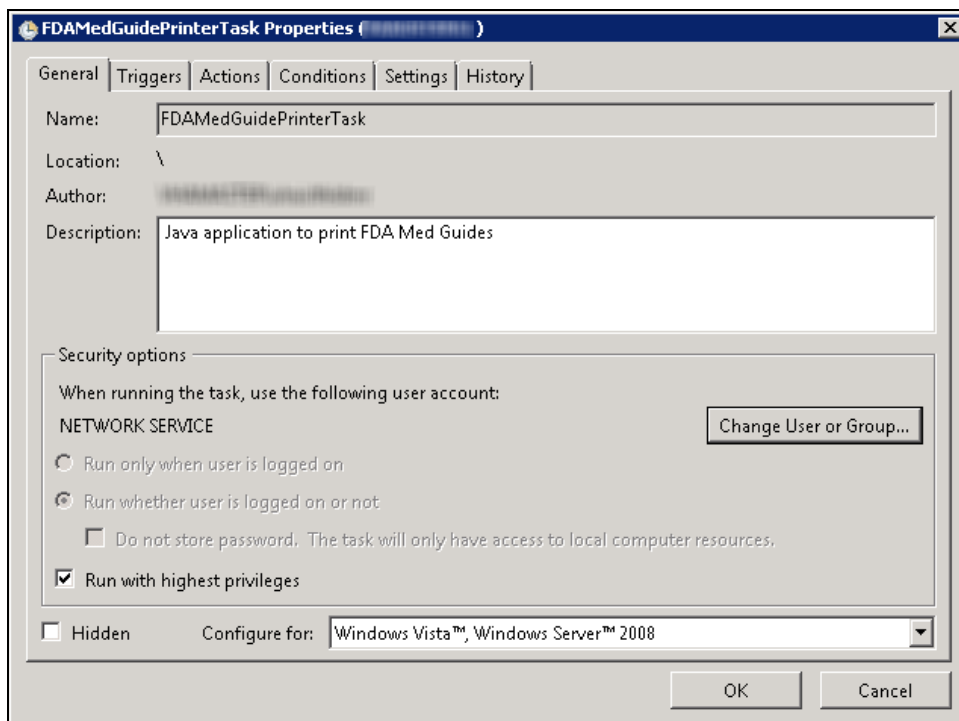 FDAMedGuidePrinterTask Properties ( )
General Triggers Actions Conditions Settings History
Name: FDAMedGuidePrinterTask
Location: \
Author:
Description: Java application to print FDA Med Guides
Security options
When running the task, use the following user account:
NETWORK SERVICE
Change User or Group...
Run only when user is logged on
Run whether user is logged on or not
Do not store password. The task will only have access to local computer resources.
Run with highest privileges
Hidden Configure for: Windows Vista™, Windows Server™ 2008
OK Cancel